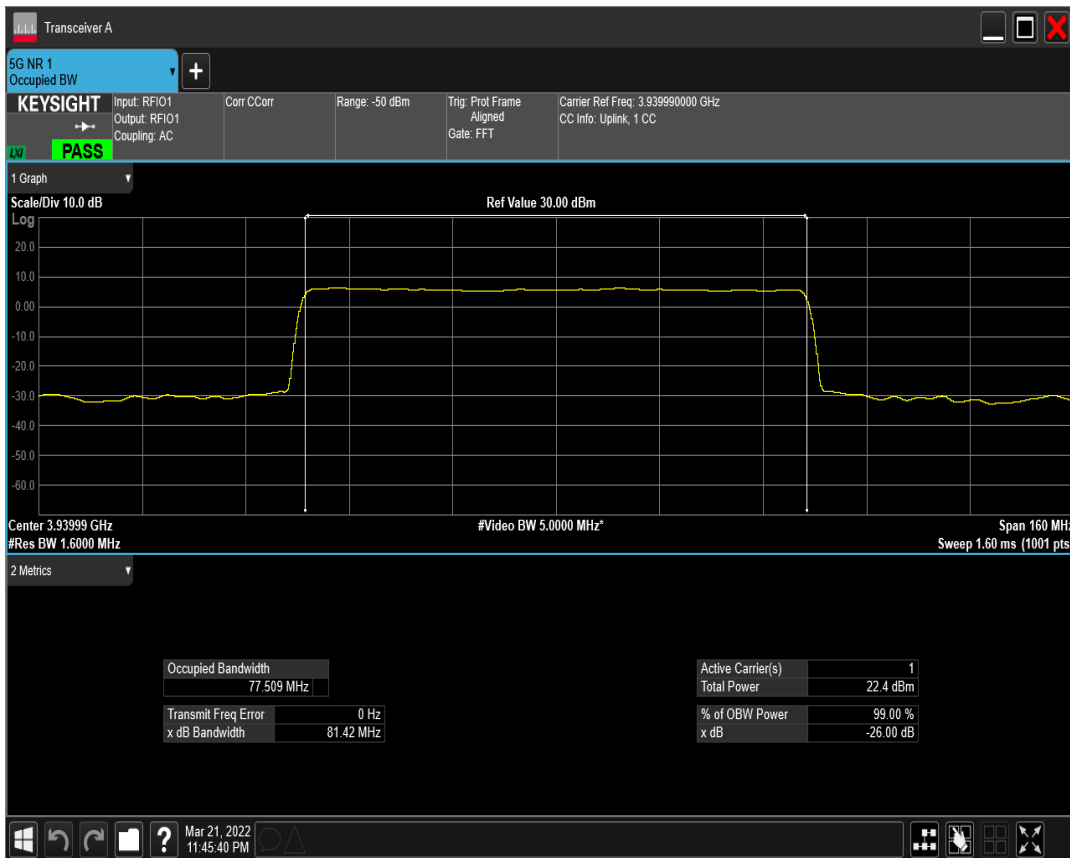 Transceiver A
5G NR 1
Occupied BW
+
KEYSIGHT
LXI
PASS
Input: RFIO1
Output: RFIO1
Coupling: AC
Corr CCorr
Range: -50 dBm
Trig: Prot Frame
Aligned
Gate: FFT
Carrier Ref Freq: 3.939990000 GHz
CC Info: Uplink, 1 CC
1 Graph
Scale/Div 10.0 dB
Ref Value 30.00 dBm
Log
20.0
10.0
0.00
-10.0
-20.0
-30.0
-40.0
-50.0
-60.0
Center 3.93999 GHz
#Video BW 5.0000 MHz*
Span 160 MHz
#Res BW 1.6000 MHz
Sweep 1.60 ms (1001 pts
2 Metrics
Occupied Bandwidth
77.509 MHz
Transmit Freq Error 0 Hz
x dB Bandwidth 81.42 MHz
Active Carrier(s) 1
Total Power 22.4 dBm
% of OBW Power 99.00 %
x dB -26.00 dB
?
Mar 21, 2022
11:45:40 PM